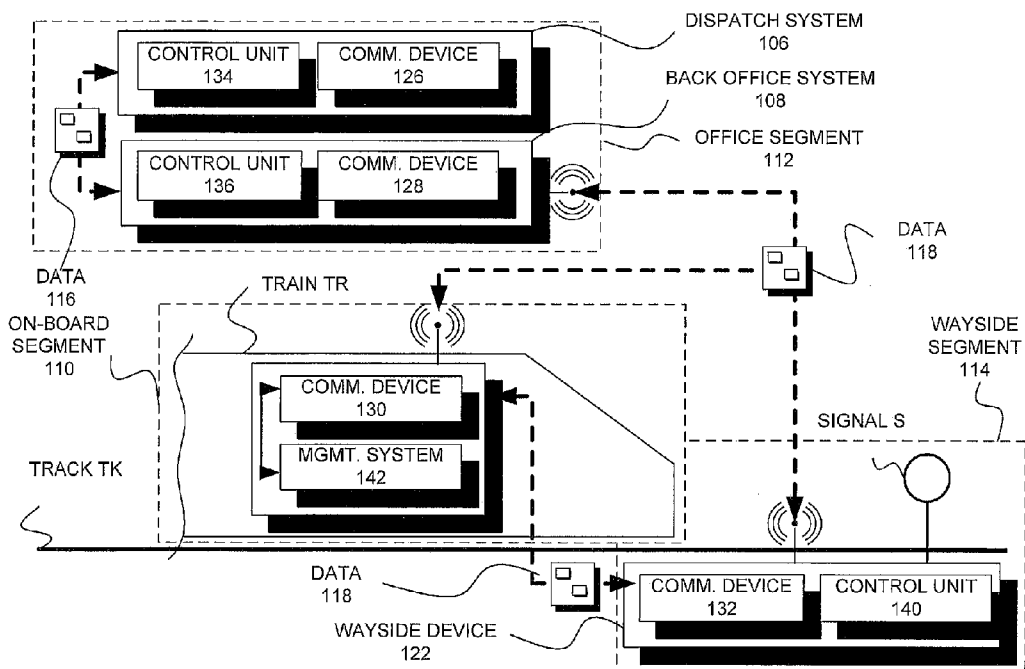 DISPATCH SYSTEM
106
CONTROL UNIT
134
COMM. DEVICE
126
BACK OFFICE SYSTEM
108
OFFICE SEGMENT
112
CONTROL UNIT
136
COMM. DEVICE
128
DATA
116
DATA
118
TRAIN TR
ON-BOARD
SEGMENT
110
WAYSIDE
SEGMENT
114
COMM. DEVICE
130
SIGNAL S
MGMT. SYSTEM
142
TRACK TK
DATA
118
COMM. DEVICE
132
CONTROL UNIT
140
WAYSIDE DEVICE
122